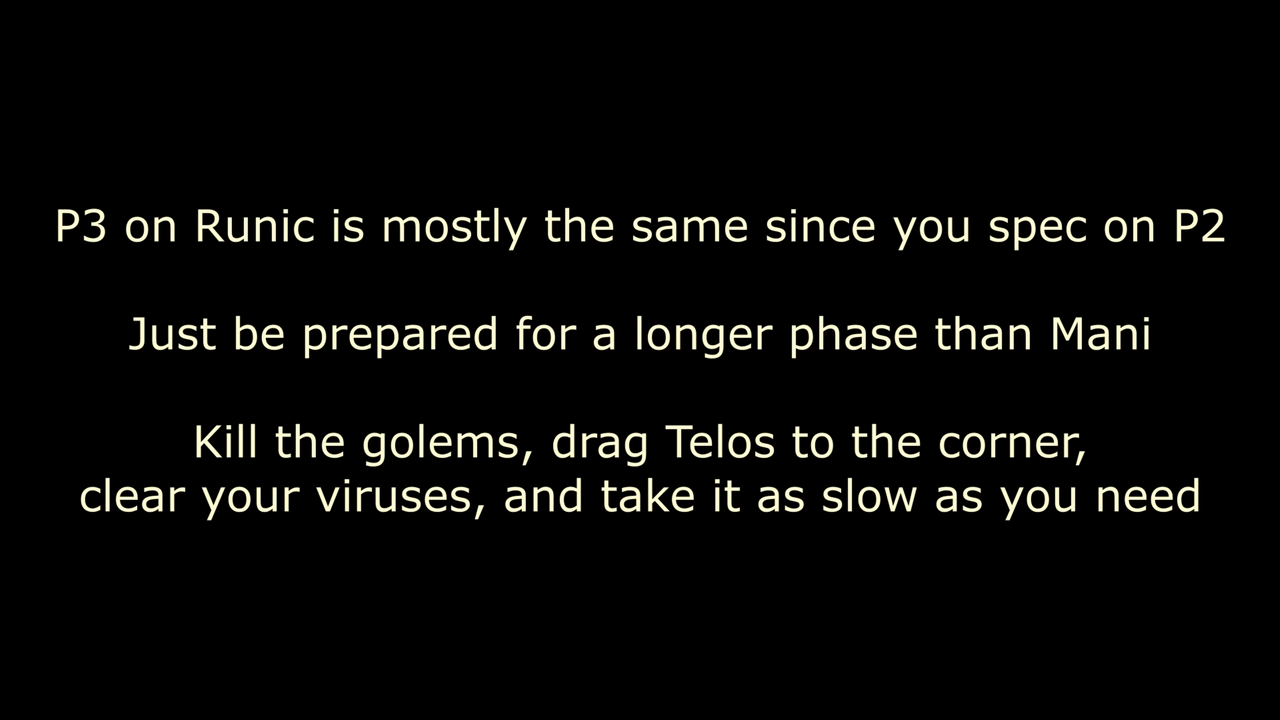 P3 on Runic is mostly the same since you spec on P2
Just be prepared for a longer phase than Mani
Kill the golems, drag Telos to the corner,
clear your viruses, and take it as slow as you need